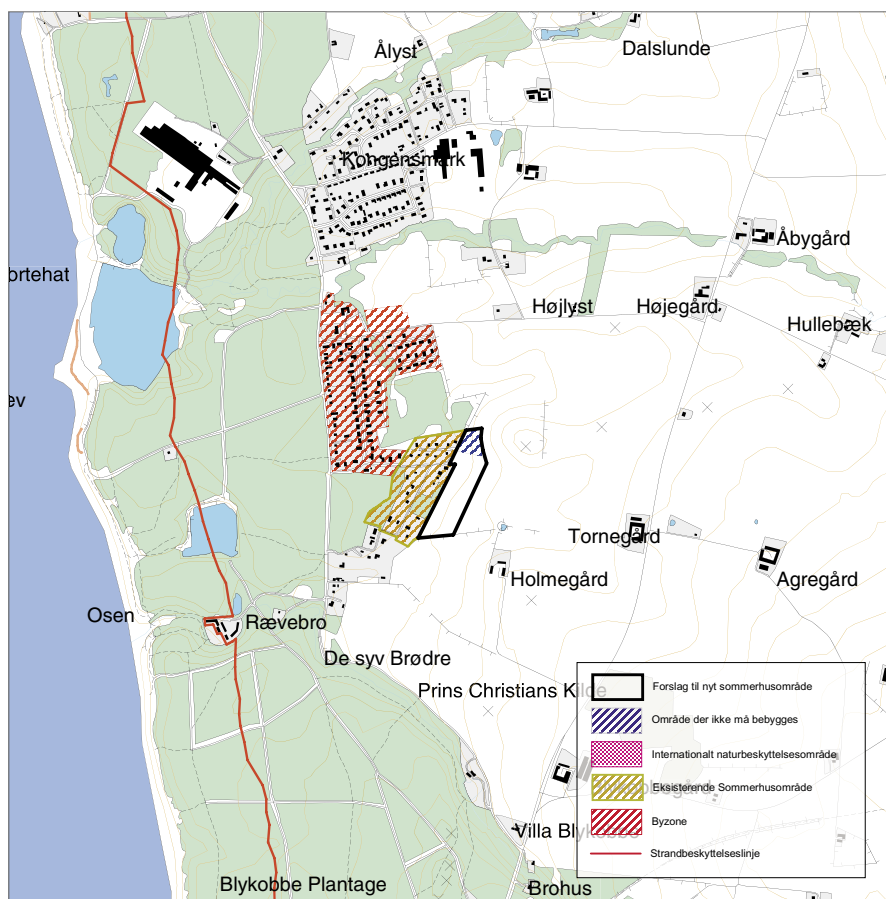 Ålyst
Dalslunde
Kongensmark
Åbygård
ortehat
Højlyst
Højegård
Hullebæk
ev
Tornegård
Holmegård
Agregård
Osen
Rævebro
De syv Brødre
Prins Christians Kilde
Forslag til nyt sommerhusområde
Område der ikke må bebygges
Internationalt naturbeskyttelsesområde
Eksisterende Sommerhusområde
Byzone
Strandbeskyttelseslinje
Villa Blykobbe
Blykobbe Plantage
Brohus